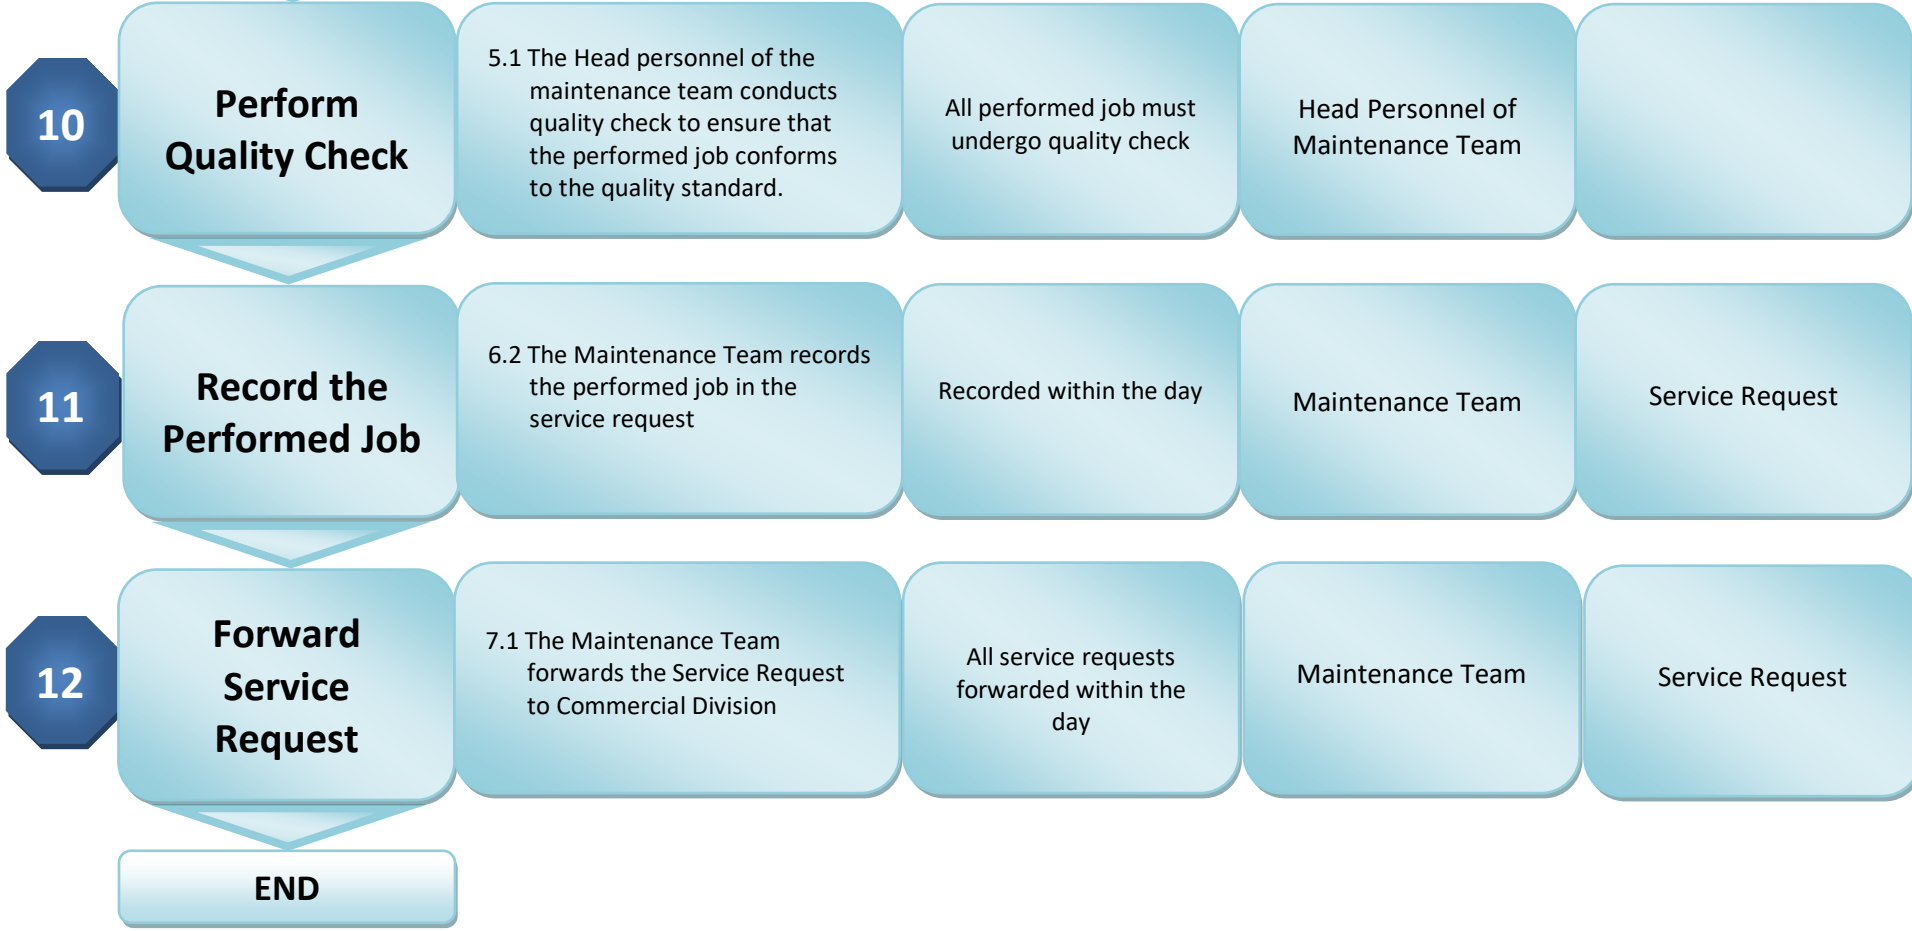 10
Perform
Quality Check
5.1 The Head personnel of the
maintenance team conducts
quality check to ensure that
the performed job conforms
to the quality standard.
All performed job must
undergo quality check
Head Personnel of
Maintenance Team
11
Record the
Performed Job
6.2 The Maintenance Team records
the performed job in the
service request
Recorded within the day
Maintenance Team
Service Request
12
Forward
Service
Request
7.1 The Maintenance Team
forwards the Service Request
to Commercial Division
All service requests
forwarded within the
day
Maintenance Team
Service Request
END